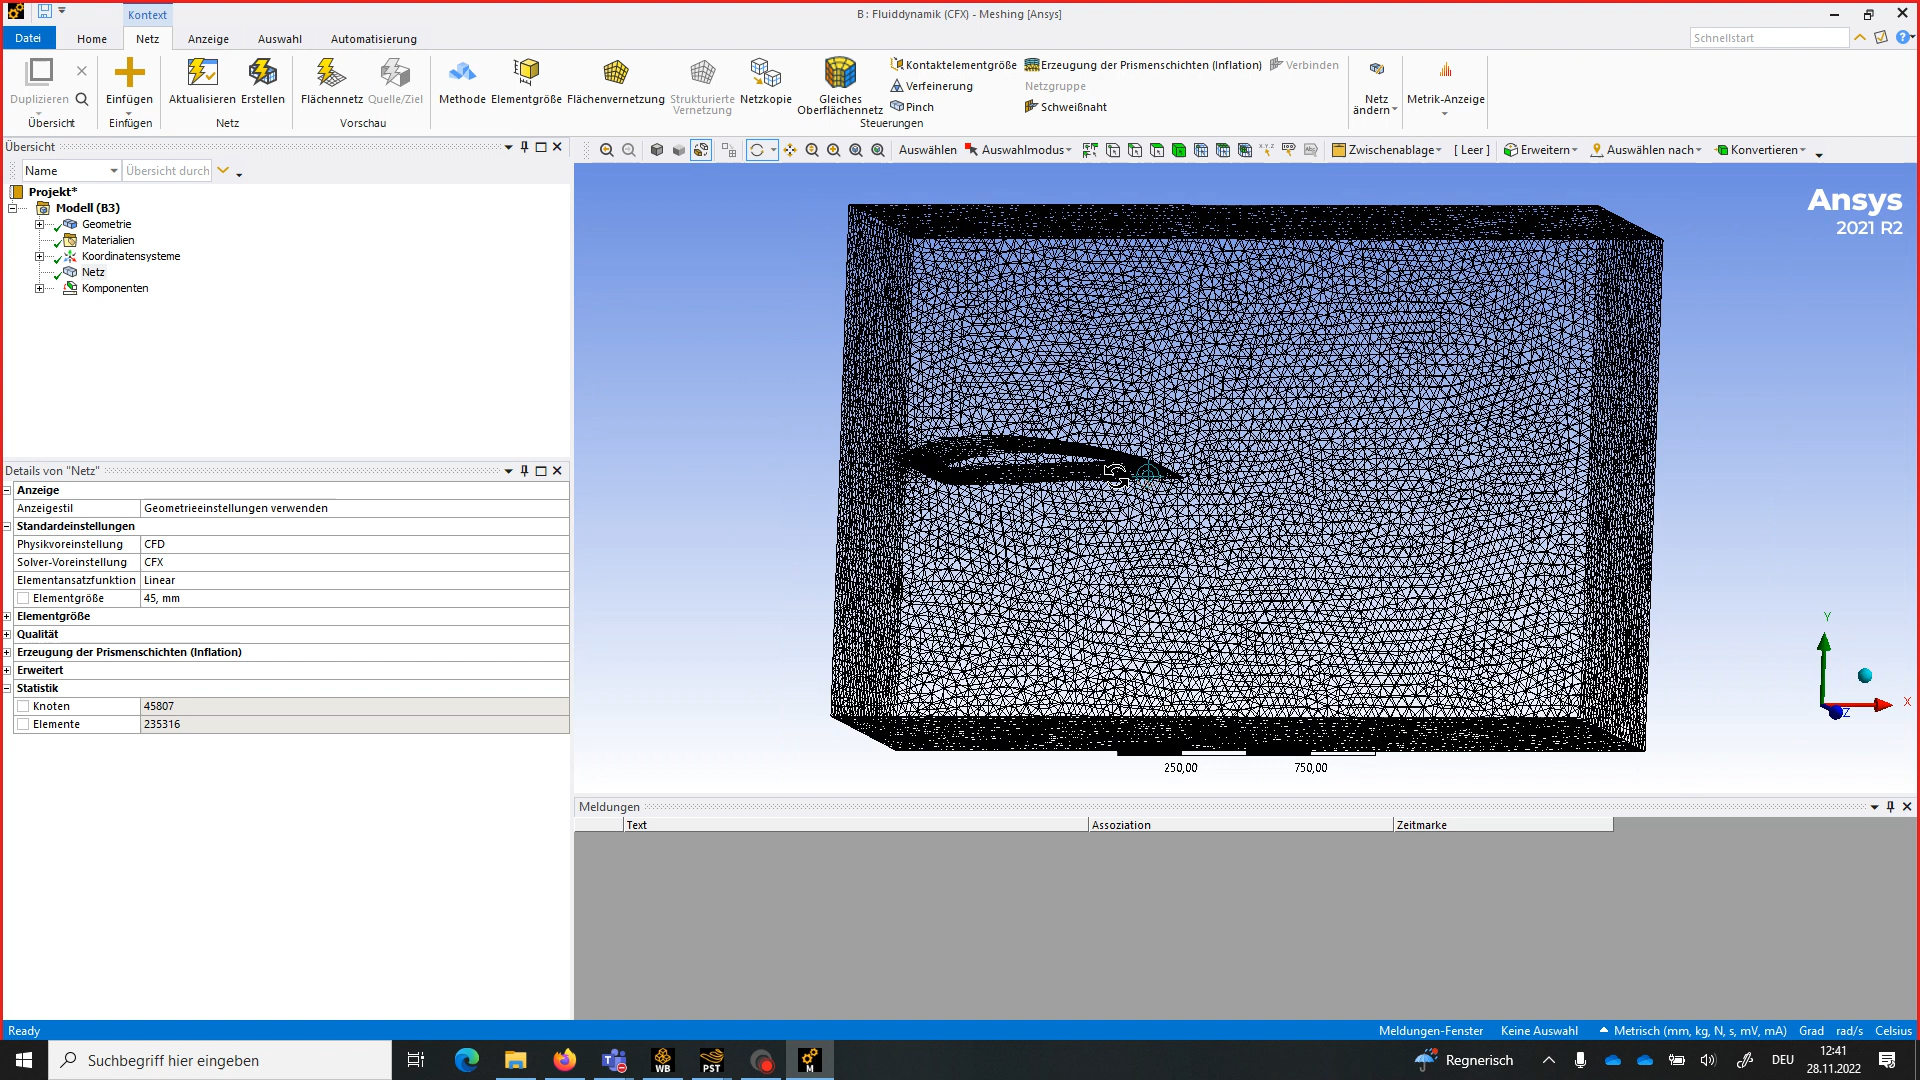 Kontext
B : Fluiddynamik (CFX) - Meshing [Ansys]
Datei
Home
Netz
Anzeige
Auswahl
Automatisierung
Schnellstart
Duplizieren
Übersicht
Einfügen
Einfügen
Aktualisieren
Erstellen
Netz
Flächennetz
Quelle/Ziel
Vorschau
Methode
Elementgröße
Flächenvernetzung
Strukturierte
Vernetzung
Netzkopie
Gleiches
Oberflächennetz
Kontaktelementgröße
Verfeinerung
Pinch
Erzeugung der Prismenschichten (Inflation)
Netzgruppe
Schweißnaht
Verbinden
Steuerungen
Netz
ändern
Metrik-Anzeige
Übersicht
Name
Übersicht durch
Auswählen
Auswahlmodus
Zwischenablage
[ Leer ]
Erweitern
Auswählen nach
Konvertieren
Projekt*
Modell (B3)
Geometrie
Materialien
Koordinatensysteme
Netz
Komponenten
Ansys
2021 R2
Details von "Netz"
Anzeige
Anzeigestil Geometrieeinstellungen verwenden
Standardeinstellungen
Physikvoreinstellung CFD
Solver-Voreinstellung CFX
Elementansatzfunktion Linear
Elementgröße 45, mm
Elementgröße
Qualität
Erzeugung der Prismenschichten (Inflation)
Erweitert
Statistik
Knoten 45807
Elemente 235316
Y
X
Z
250,00
750,00
Meldungen
Text
Assoziation
Zeitmarke
Ready
Meldungen-Fenster
Keine Auswahl
Metrisch (mm, kg, N, s, mV, mA)
Grad
rad/s
Celsius
Suchbegriff hier eingeben
WB
PST
M
Regnerisch
DEU
12:41
28.11.2022